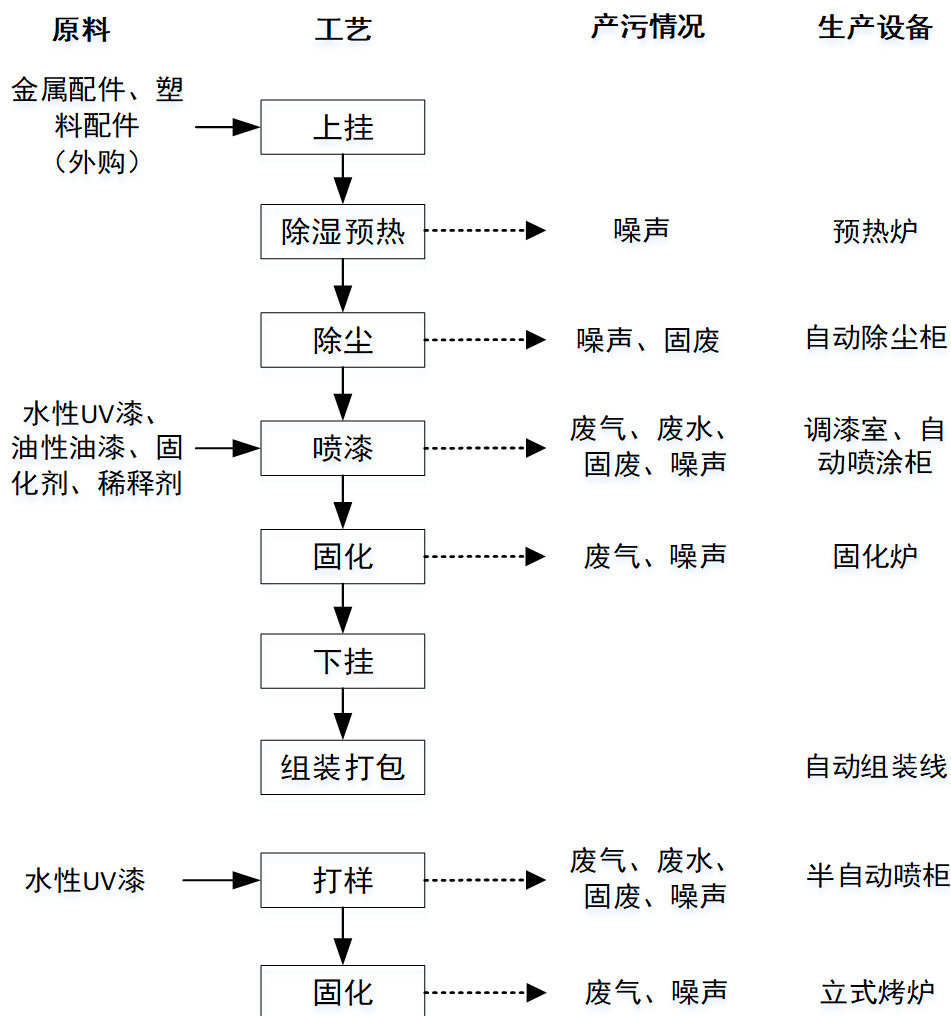 原料 工艺 产污情况 生产设备
金属配件、塑
料配件
（外购）
上挂
除湿预热 噪声 预热炉
除尘 噪声、固废 自动除尘柜
水性UV漆、
油性油漆、固
化剂、稀释剂
喷漆
废气、废水、
固废、噪声
调漆室、自
动喷涂柜
固化 废气、噪声 固化炉
下挂
组装打包 自动组装线
水性UV漆 打样
废气、废水、
固废、噪声
半自动喷柜
固化 废气、噪声 立式烤炉